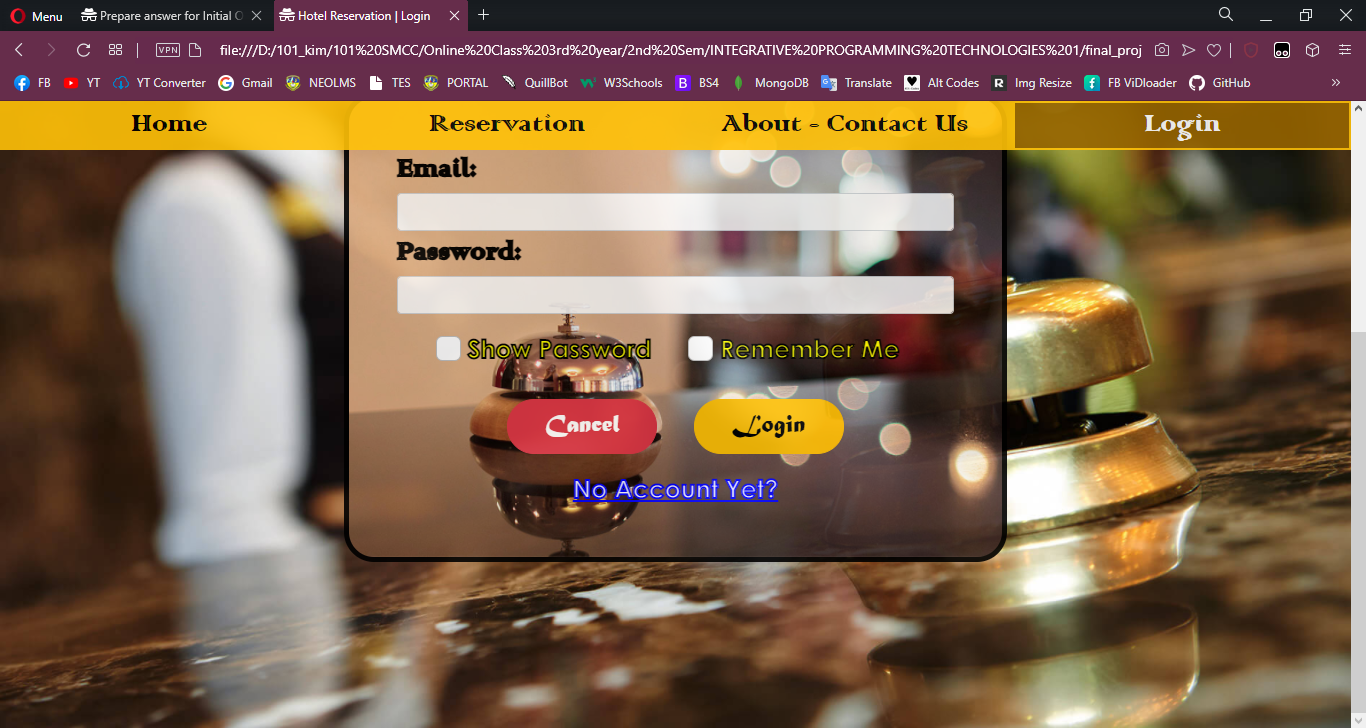 Menu
Prepare answer for Initial
Hotel Reservation | Login
VPN
file:///D:/101_kim/101%20SMCC/Online%20Class%203rd%20year/2nd%20Sem/INTEGRATIVE%20PROGRAMMING%20TECHNOLOGIES%201/final_proj
FB YT YT Converter Gmail NEOLMS TES PORTAL QuillBot W3Schools BS4 MongoDB Translate Alt Codes Img Resize FB ViDloader GitHub
Home Reservation About - Contact Us Login
Email:
Password:
Show Password Remember Me
Cancel Login
No Account Yet?